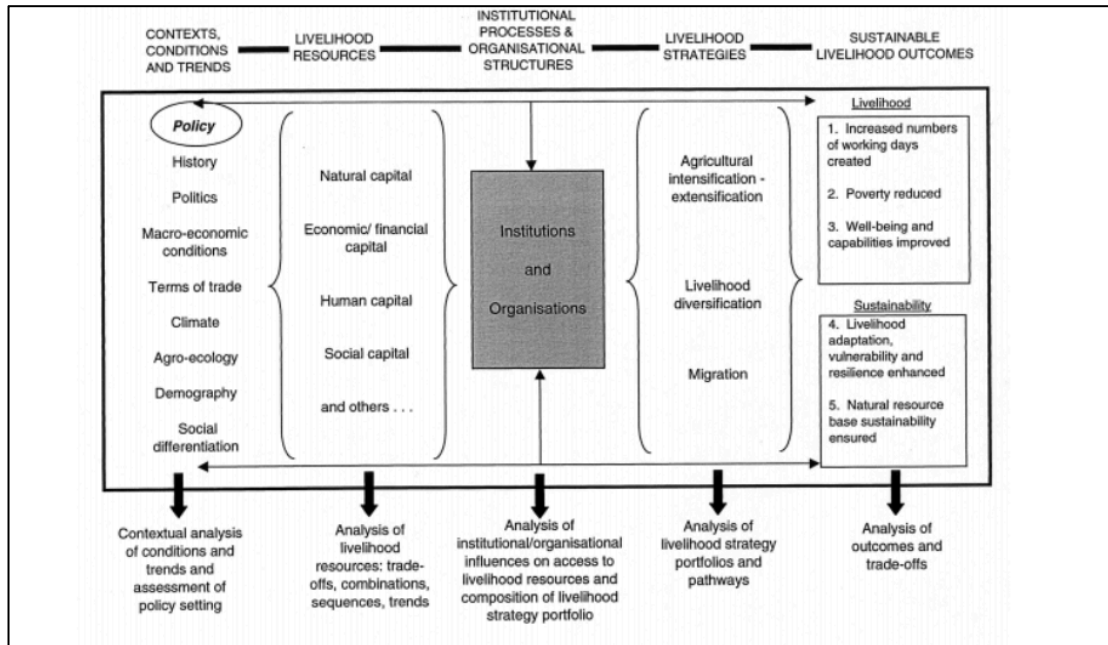 CONTEXTS,
CONDITIONS
AND TRENDS
LIVELIHOOD
RESOURCES
INSTITUTIONAL
PROCESSES &
ORGANISATIONAL
STRUCTURES
LIVELIHOOD
STRATEGIES
SUSTAINABLE
LIVELIHOOD OUTCOMES
Policy
History
Politics
Macro-economic
conditions
Terms of trade
Climate
Agro-ecology
Demography
Social
differentiation
Natural capital
Economic/ financial
capital
Human capital
Social capital
and others . . .
Institutions
and
Organisations
Agricultural
intensification -
extensification
Livelihood
diversification
Migration
Livelihood
1. Increased numbers
of working days
created
2. Poverty reduced
3. Well-being and
capabilities improved
Sustainability
4. Livelihood
adaptation,
vulnerability and
resilience enhanced
5. Natural resource
base sustainability
ensured
Contextual analysis
of conditions and
trends and
assessment of
policy setting
Analysis of
livelihood
resources: trade-
offs, combinations,
sequences, trends
Analysis of
institutional/organisational
influences on access to
livelihood resources and
composition of livelihood
strategy portfolio
Analysis of
livelihood strategy
portfolios and
pathways
Analysis of
outcomes and
trade-offs